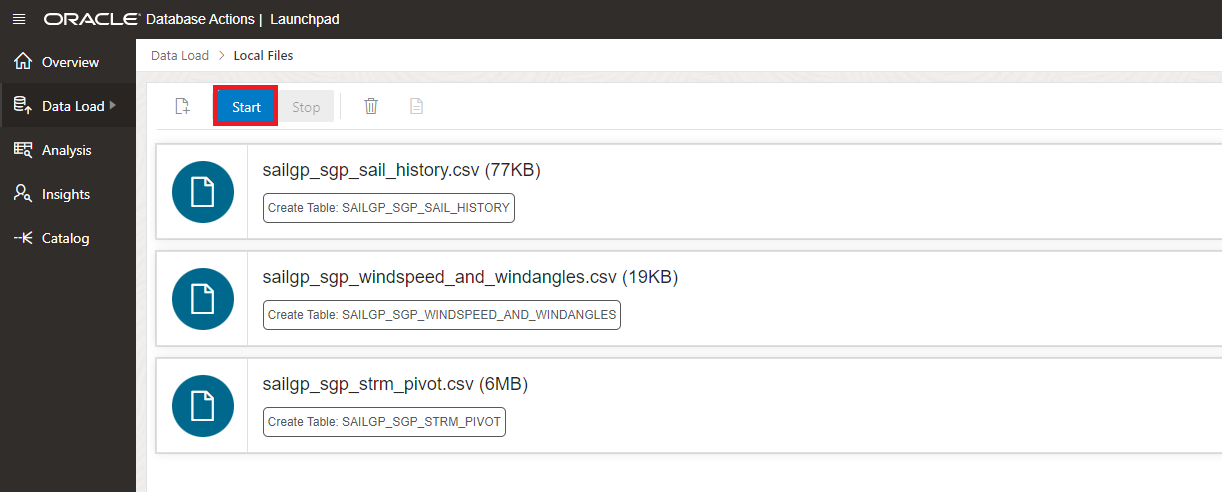 ORACLE Database Actions | Launchpad
Overview
Data Load
Analysis
Insights
Catalog
Data Load > Local Files
Start Stop
sailgp_sgp_sail_history.csv (77KB)
Create Table: SAILGP_SGP_SAIL_HISTORY
sailgp_sgp_windspeed_and_windangles.csv (19KB)
Create Table: SAILGP_SGP_WINDSPEED_AND_WINDANGLES
sailgp_sgp_strm_pivot.csv (6MB)
Create Table: SAILGP_SGP_STRM_PIVOT